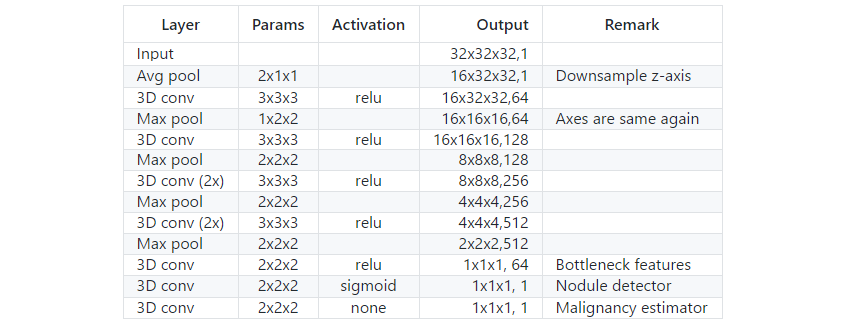 Layer Params Activation Output Remark
Input 32x32x32,1
Avg pool 2x1x1 16x32x32,1 Downsample z-axis
3D conv 3x3x3 relu 16x32x32,64
Max pool 1x2x2 16x16x16,64 Axes are same again
3D conv 3x3x3 relu 16x16x16,128
Max pool 2x2x2 8x8x8,128
3D conv (2x) 3x3x3 relu 8x8x8,256
Max pool 2x2x2 4x4x4,256
3D conv (2x) 3x3x3 relu 4x4x4,512
Max pool 2x2x2 2x2x2,512
3D conv 2x2x2 relu 1x1x1, 64 Bottleneck features
3D conv 2x2x2 sigmoid 1x1x1, 1 Nodule detector
3D conv 2x2x2 none 1x1x1, 1 Malignancy estimator